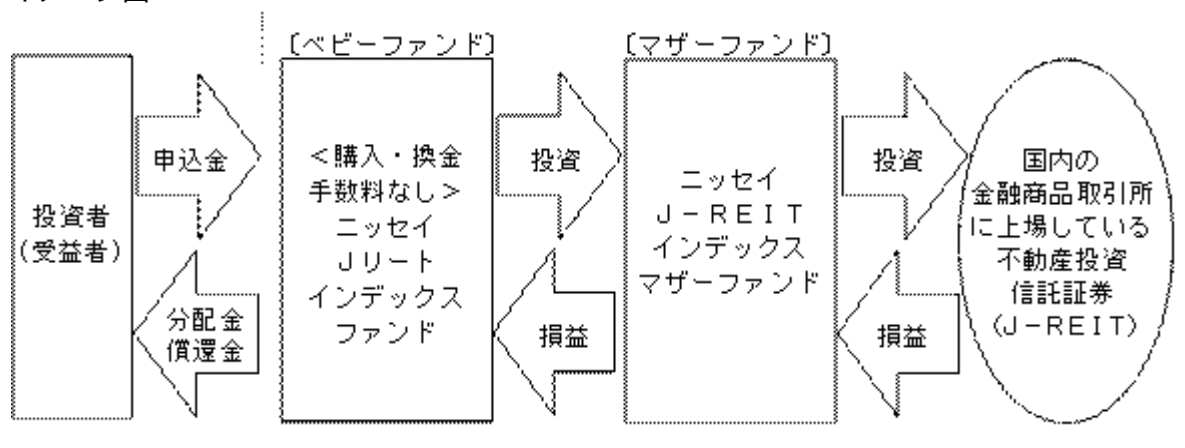 〔ベビーファンド〕
〔マザーファンド〕
投資者
(受益者)
申込金
分配金
償還金
＜購入・換金
手数料なし＞
ニッセイ
Ｊリート
インデックス
ファンド
投資
損益
ニッセイ
Ｊ－ＲＥＩＴ
インデックス
マザーファンド
投資
損益
国内の
金融商品取引所
に上場している
不動産投資
信託証券
(Ｊ－ＲＥＩＴ)